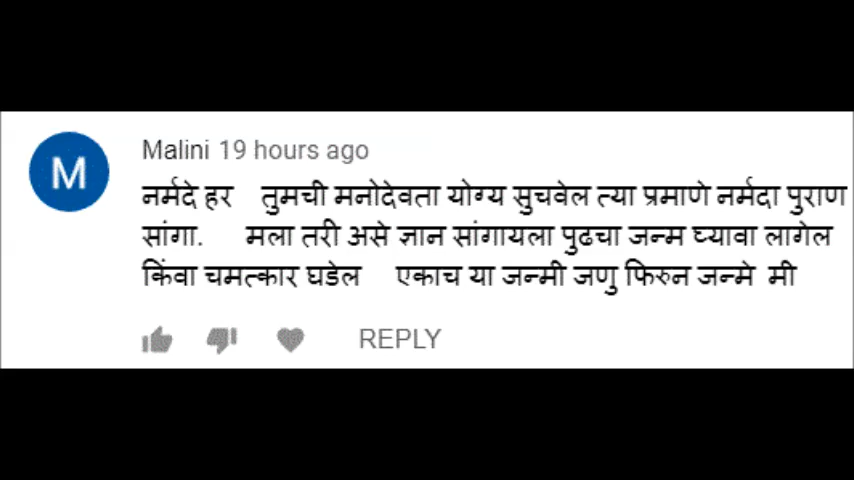 M
Malini 19 hours ago
नर्मदे हर तुमची मनोदेवता योग्य सुचवेल त्या प्रमाणे नर्मदा पुराण
सांगा. मला तरी असे ज्ञान सांगायला पुढचा जन्म घ्यावा लागेल
किंवा चमत्कार घडेल एकाच या जन्मी जणु फिरुन जन्मे मी
REPLY